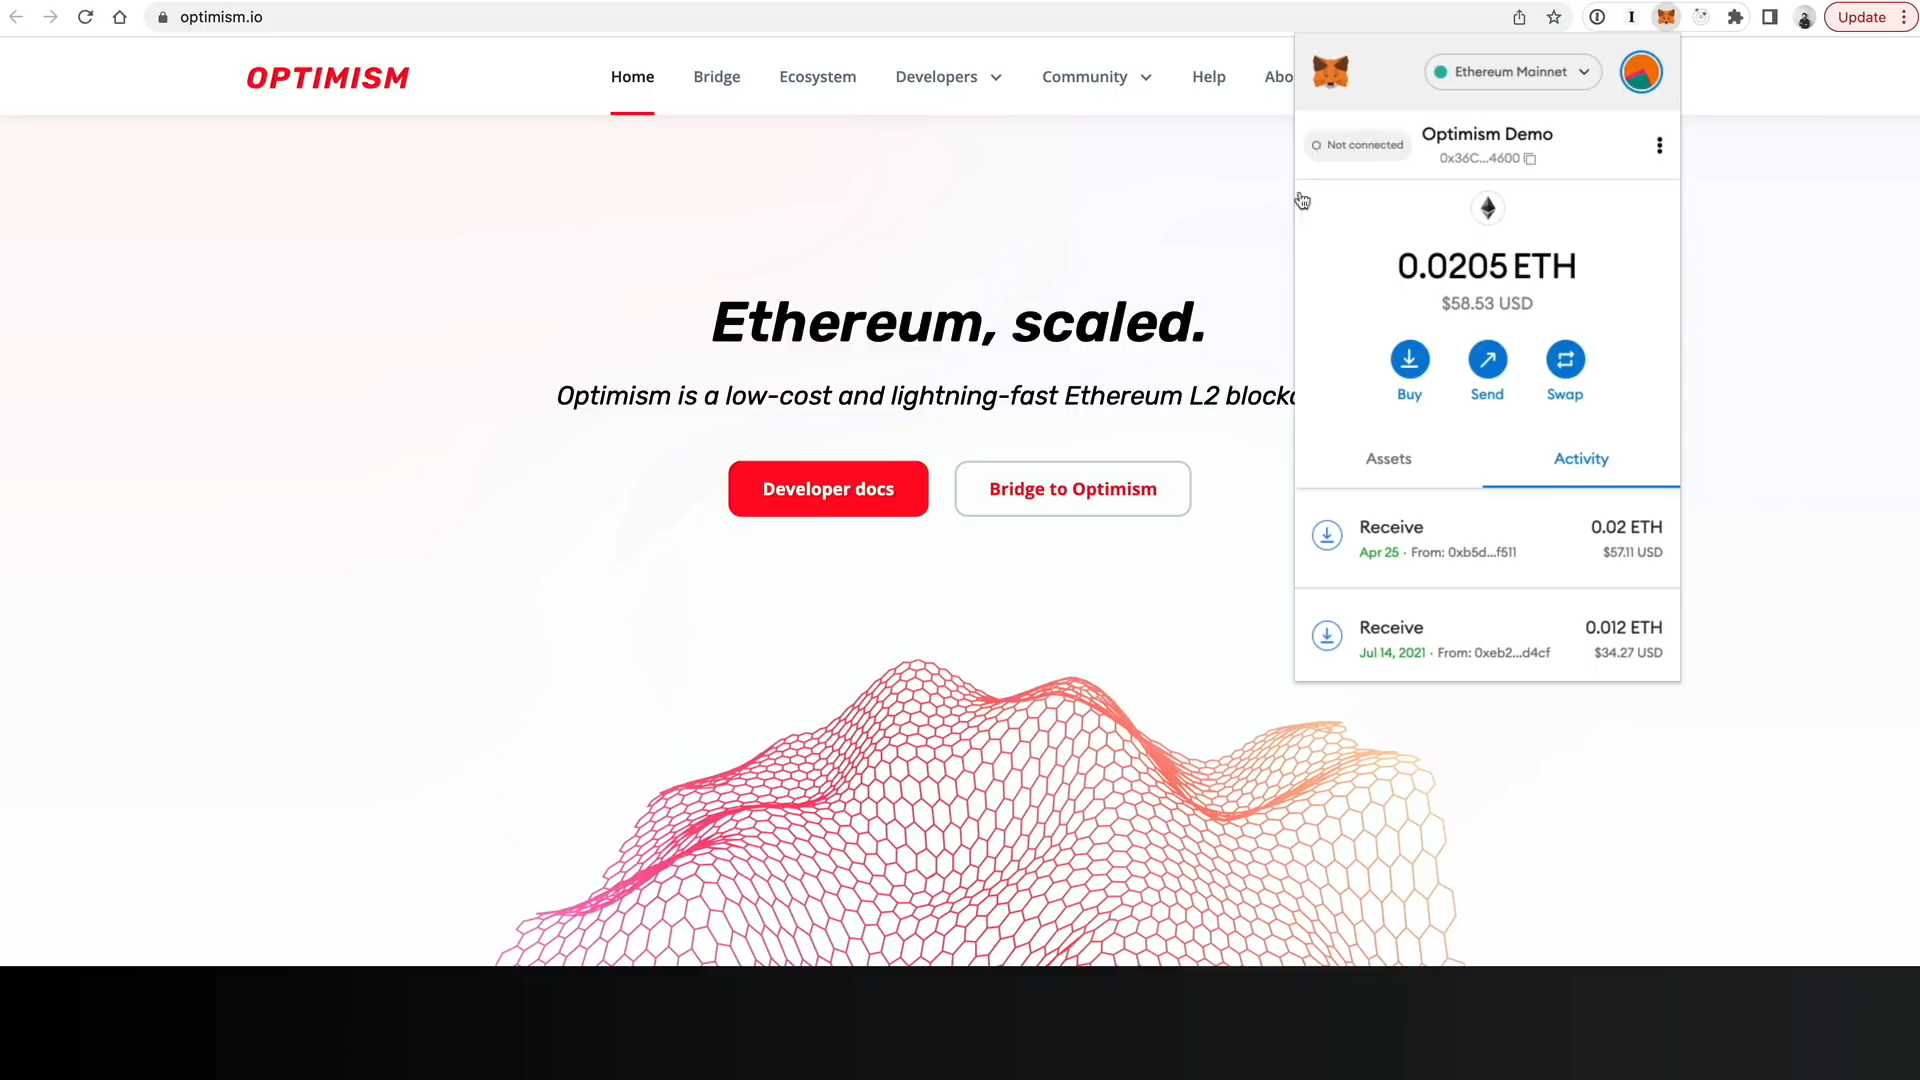 optimism.io
Update
OPTIMISM
Home
Bridge
Ecosystem
Developers
Community
Help
Abo
Ethereum, scaled.
Optimism is a low-cost and lightning-fast Ethereum L2
Developer docs
Bridge to Optimism
Ethereum Mainnet
Not connected
Optimism Demo
0x36C...4600
0.0205 ETH
$58.53 USD
Buy
Send
Swap
Assets
Activity
Receive
0.02 ETH
Apr 25 · From: 0xb5d...f511
$57.11 USD
Receive
0.012 ETH
Jul 14, 2021 · From: 0xeb2...d4cf
$34.27 USD